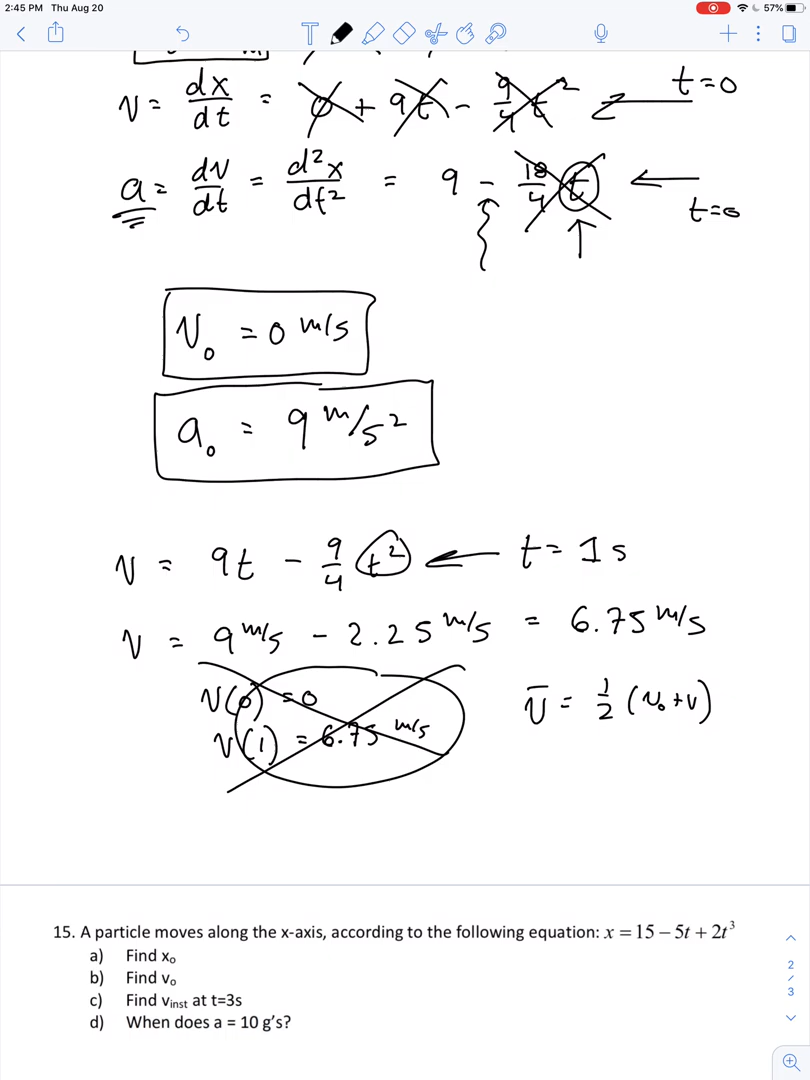 2:45 PM Thu Aug 20
57%
T
v = dx/dt = 0 + 9t - 9/4 t² t=0
a = dv/dt = d²x/dt² = 9 - 18/4 t t=0
v₀ = 0 m/s
a₀ = 9 m/s²
v = 9t - 9/4 t² ← t = 1 s
v = 9 m/s - 2.25 m/s = 6.75 m/s
v(0) = 0
v(1) = 6.75 m/s
v̄ = 1/2 (v₀ + v)
15. A particle moves along the x-axis, according to the following equation: x = 15 − 5t + 2t³
a) Find x₀
b) Find v₀
c) Find vᵢₙₛₜ at t=3s
d) When does a = 10 g's?
2
/
3